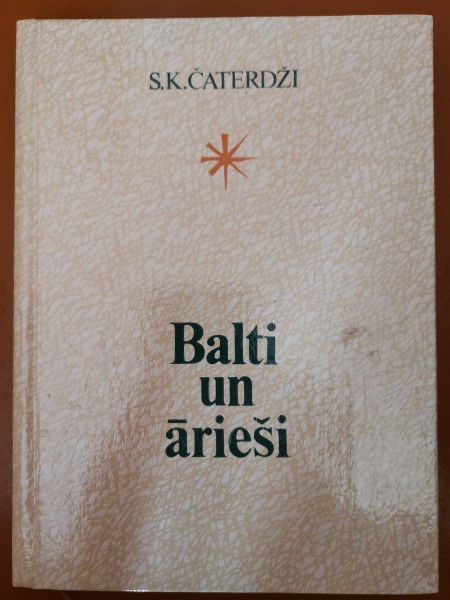 S.K.ČATERDŽI
Balti
un
ārieši